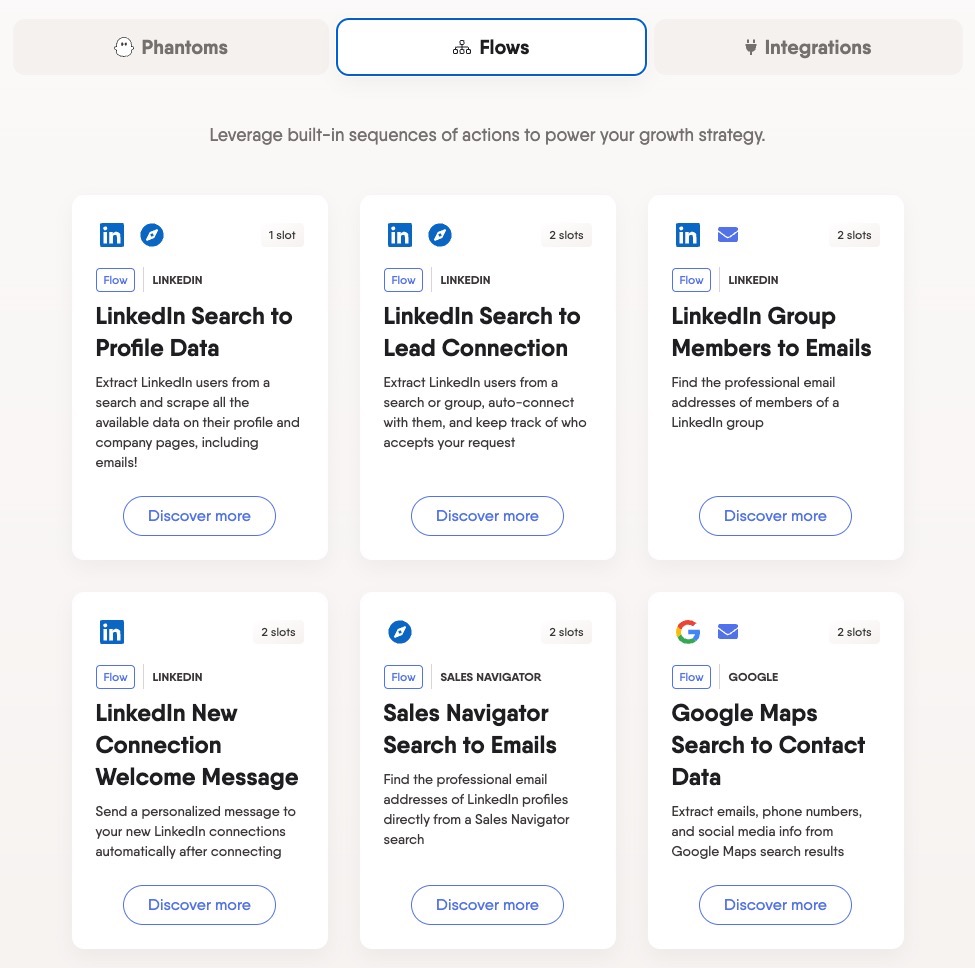 Phantoms
Flows
Integrations
Leverage built-in sequences of actions to power your growth strategy.
1 slot
Flow
LINKEDIN
LinkedIn Search to
Profile Data
Extract LinkedIn users from a
search and scrape all the
available data on their profile and
company pages, including
emails!
Discover more
2 slots
Flow
LINKEDIN
LinkedIn Search to
Lead Connection
Extract LinkedIn users from a
search or group, auto-connect
with them, and keep track of who
accepts your request
Discover more
2 slots
Flow
LINKEDIN
LinkedIn Group
Members to Emails
Find the professional email
addresses of members of a
LinkedIn group
Discover more
2 slots
Flow
LINKEDIN
LinkedIn New
Connection
Welcome Message
Send a personalized message to
your new LinkedIn connections
automatically after connecting
Discover more
2 slots
Flow
SALES NAVIGATOR
Sales Navigator
Search to Emails
Find the professional email
addresses of LinkedIn profiles
directly from a Sales Navigator
search
Discover more
2 slots
Flow
GOOGLE
Google Maps
Search to Contact
Data
Extract emails, phone numbers,
and social media info from
Google Maps search results
Discover more